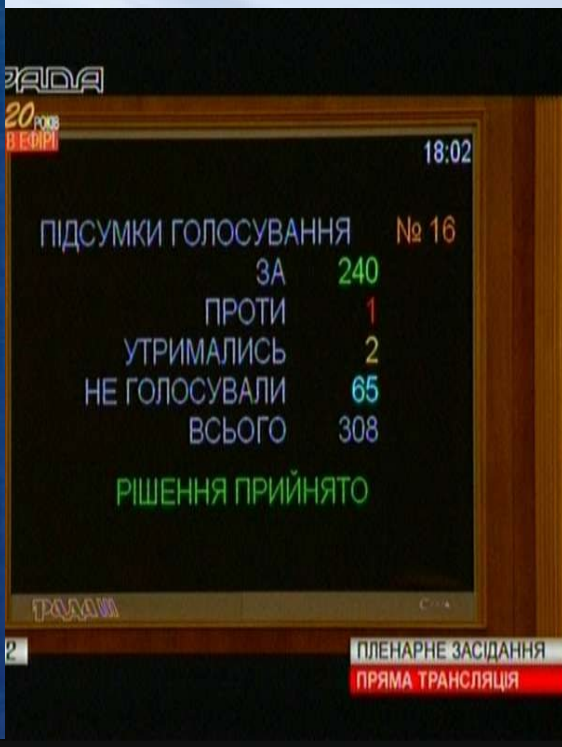 РАДА
20 РОКІВ
В ЕФІРІ
18:02
ПІДСУМКИ ГОЛОСУВАННЯ № 16
ЗА 240
ПРОТИ 1
УТРИМАЛИСЬ 2
НЕ ГОЛОСУВАЛИ 65
ВСЬОГО 308
РІШЕННЯ ПРИЙНЯТО
РАДА
2
ПЛЕНАРНЕ ЗАСІДАННЯ
ПРЯМА ТРАНСЛЯЦІЯ